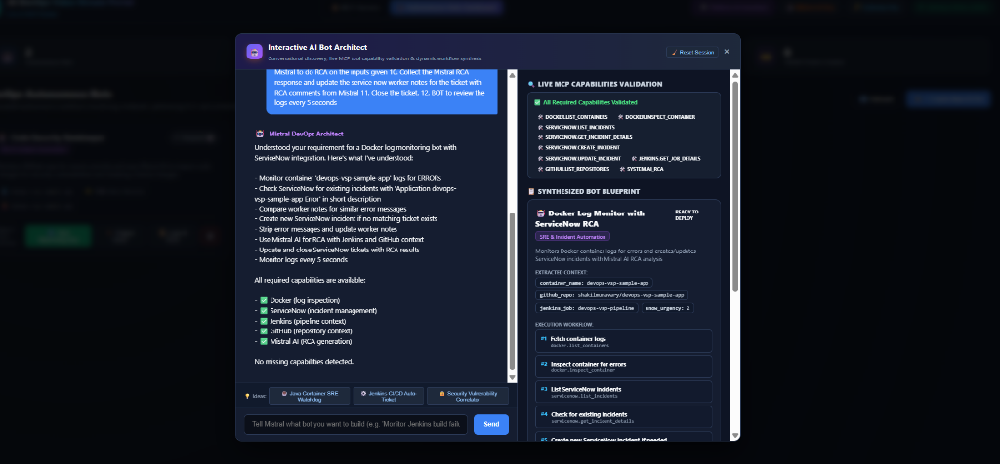 Interactive AI Bot Architect
Conversational discovery, live MCP tool capability validation & dynamic workflow synthesis
Reset Session
Mistral to do RCA on the inputs given 10. Collect the Mistral RCA
response and update the service now worker notes for the ticket with
RCA comments from Mistral 11. Close the ticket. 12. BOT to review the
logs every 5 seconds
Mistral DevOps Architect
Understood your requirement for a Docker log monitoring bot with
ServiceNow integration. Here's what I've understood:
- Monitor container 'devops-vsp-sample-app' logs for ERRORS
- Check ServiceNow for existing incidents with 'Application devops-
vsp-sample-app Error' in short description
- Compare worker notes for similar error messages
- Create new ServiceNow incident if no matching ticket exists
- Strip error messages and update worker notes
- Use Mistral AI for RCA with Jenkins and GitHub context
- Update and close ServiceNow tickets with RCA results
- Monitor logs every 5 seconds
All required capabilities are available:
- ✅ Docker (log inspection)
- ✅ ServiceNow (incident management)
- ✅ Jenkins (pipeline context)
- ✅ GitHub (repository context)
- ✅ Mistral AI (RCA generation)
No missing capabilities detected.
Ideas:
Java Container SRE
Watchdog
Jenkins CI/CD Auto
Ticket
Security Vulnerability
Correlator
Tell Mistral what bot you want to build (e.g. 'Monitor Jenkins build fail
Send
LIVE MCP CAPABILITIES VALIDATION
✅ All Required Capabilities Validated
DOCKER.LIST_CONTAINERS DOCKER.INSPECT_CONTAINER
SERVICENOW.LIST_INCIDENTS
SERVICENOW.GET_INCIDENT_DETAILS
SERVICENOW.CREATE_INCIDENT
SERVICENOW.UPDATE_INCIDENT JENKINS.GET_JOB_DETAILS
GITHUB.LIST_REPOSITORIES SYSTEM.AI_RCA
SYNTHESIZED BOT BLUEPRINT
Docker Log Monitor with
ServiceNow RCA
READY TO
DEPLOY
SRE & Incident Automation
Monitors Docker container logs for errors and creates/updates
ServiceNow incidents with Mistral AI RCA analysis
EXTRACTED CONTEXT:
container_name: devops-vsp-sample-app
github_repo: shakilmunavary/devops-vsp-sample-app
jenkins_job: devops-vsp-pipeline snow_urgency: 2
EXECUTION WORKFLOW:
#1 Fetch container logs
docker.list_containers
#2 Inspect container for errors
docker.inspect_container
#3 List ServiceNow incidents
servicenow.list_incidents
#4 Check for existing incidents
servicenow.get_incident_details
#5 Create new ServiceNow incident if needed